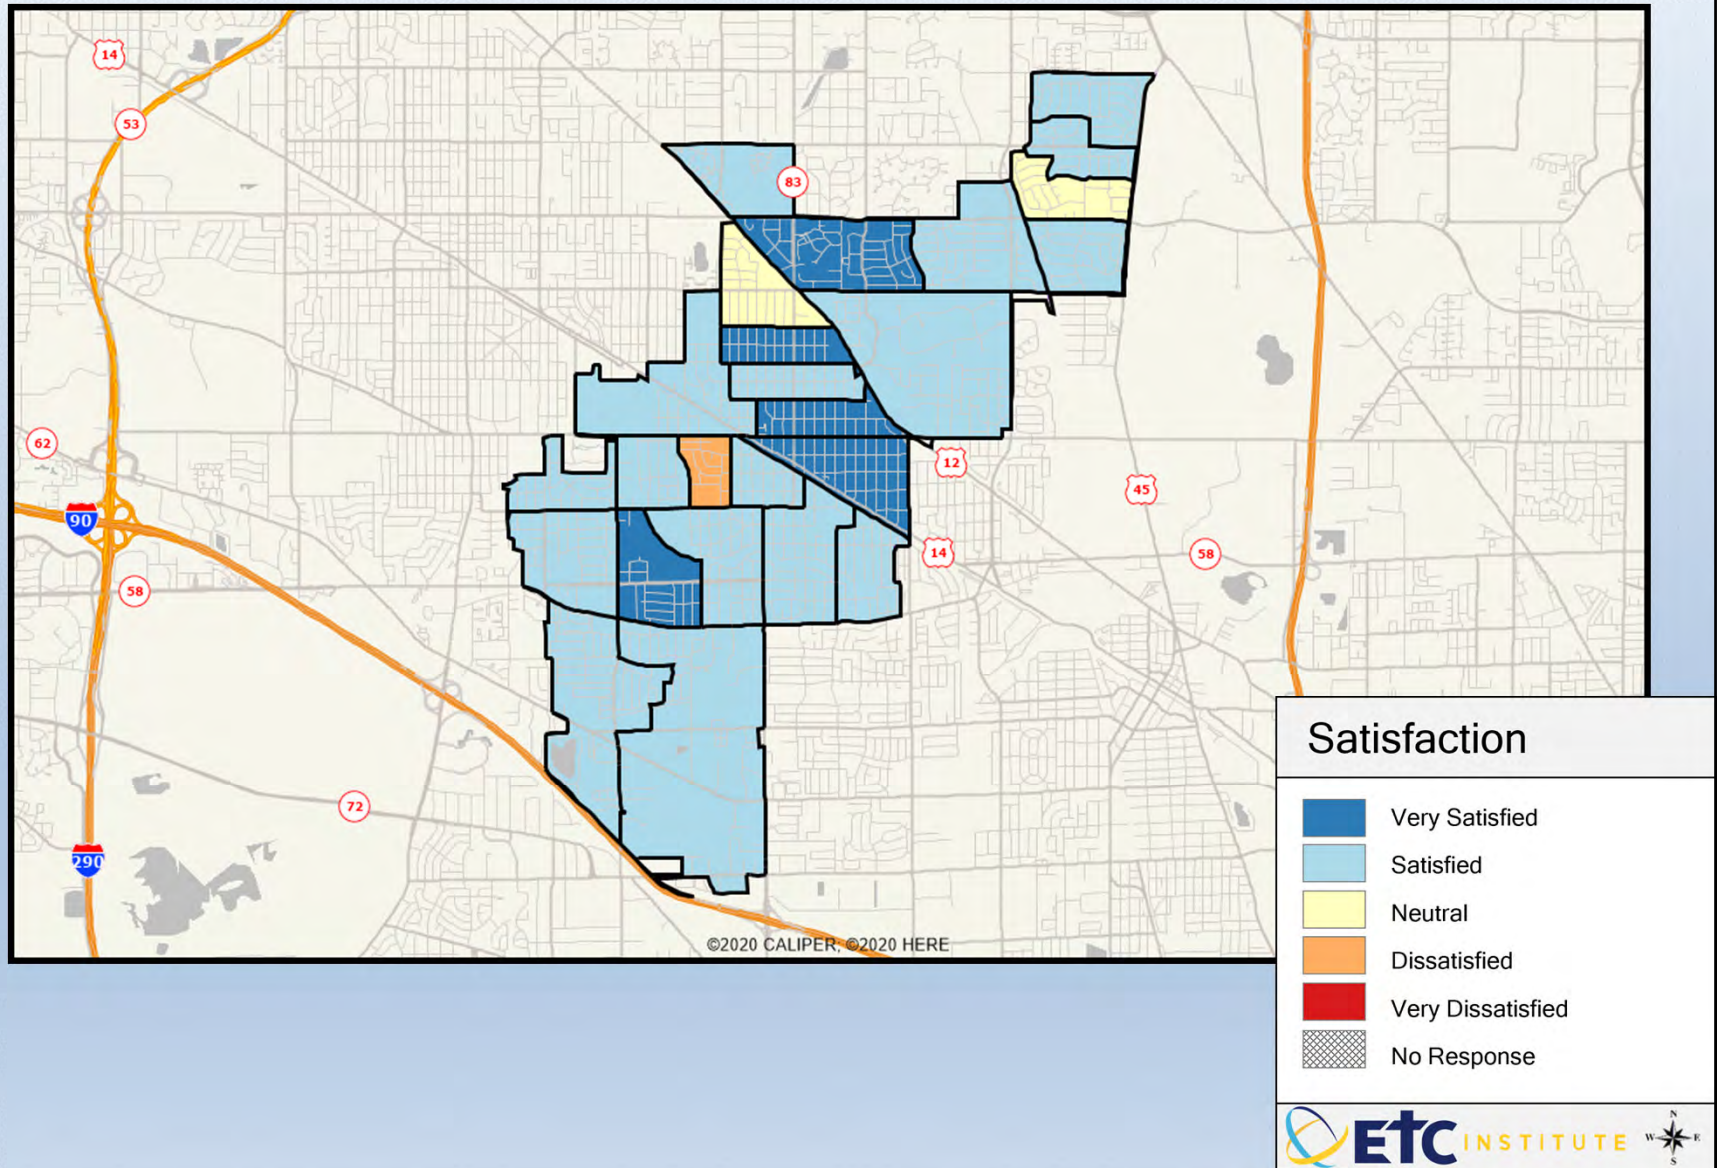 14
53
83
62
12
45
90
14
58
58
72
290
©2020 CALIPER; ©2020 HERE
Satisfaction
Very Satisfied
Satisfied
Neutral
Dissatisfied
Very Dissatisfied
No Response
ETC INSTITUTE
N
W E
S